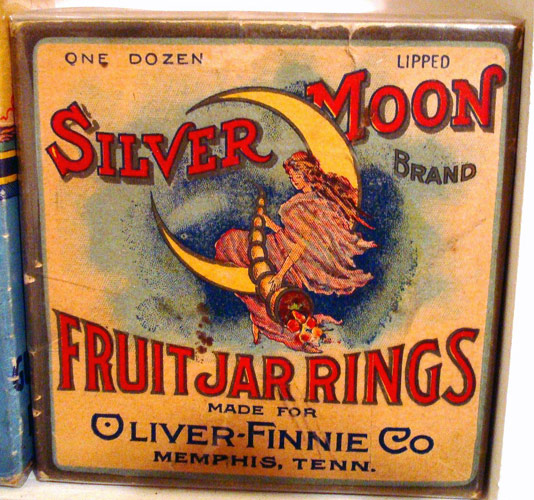 ONE DOZEN LIPPED
SILVER MOON
BRAND
FRUIT JAR RINGS
MADE FOR
OLIVER-FINNIE CO
MEMPHIS, TENN.